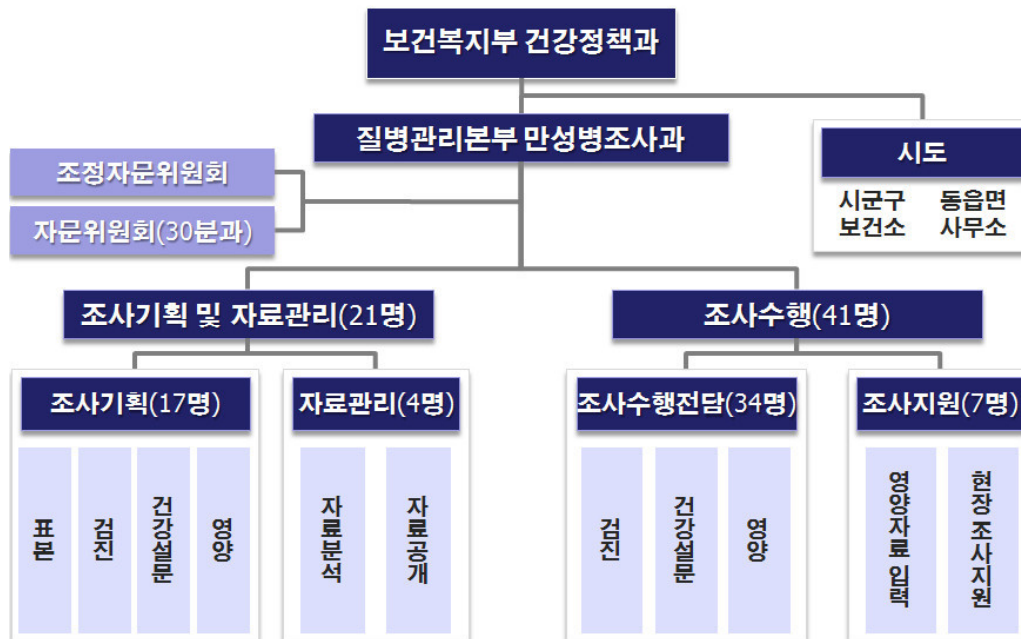 보건복지부 건강정책과
질병관리본부 만성병조사과
시도
시군구 동읍면
보건소 사무소
조정자문위원회
자문위원회(30분과)
조사기획 및 자료관리(21명)
조사수행(41명)
조사기획(17명)
자료관리(4명)
조사수행전담(34명)
조사지원(7명)
표본
검진
건강설문
영양
자료분석
자료공개
검진
건강설문
영양
영양자료 입력
현장 조사지원